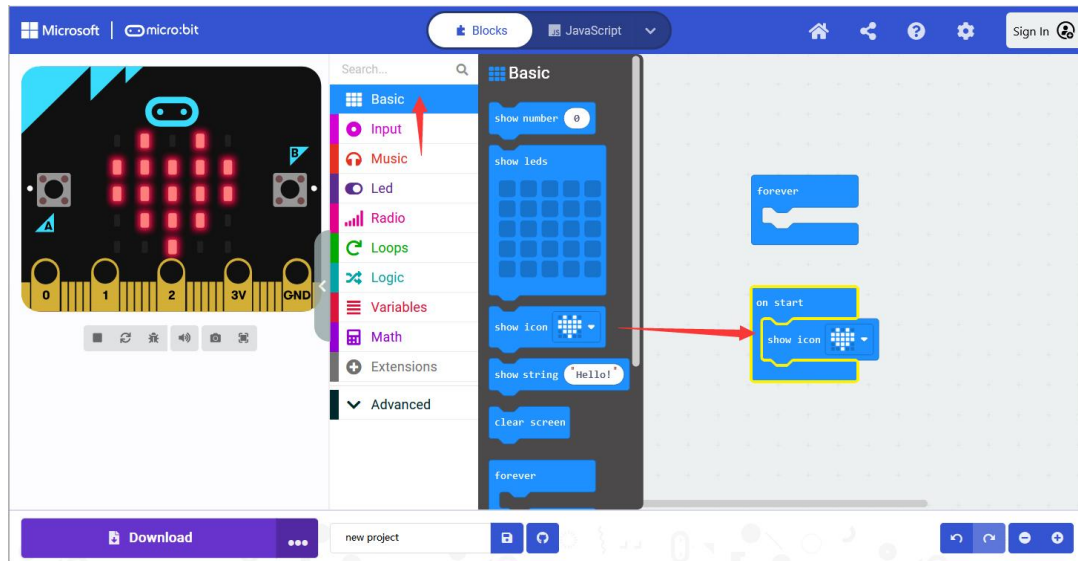 Microsoft micro:bit Blocks JS JavaScript Sign In
Search...
Basic
Input
Music
Led
Radio
Loops
Logic
Variables
Math
Extensions
Advanced
A
B
0 1 2 3V GND
Basic
show number 0
show leds
show icon
show string "Hello!"
clear screen
forever
forever
on start
show icon
Download
new project